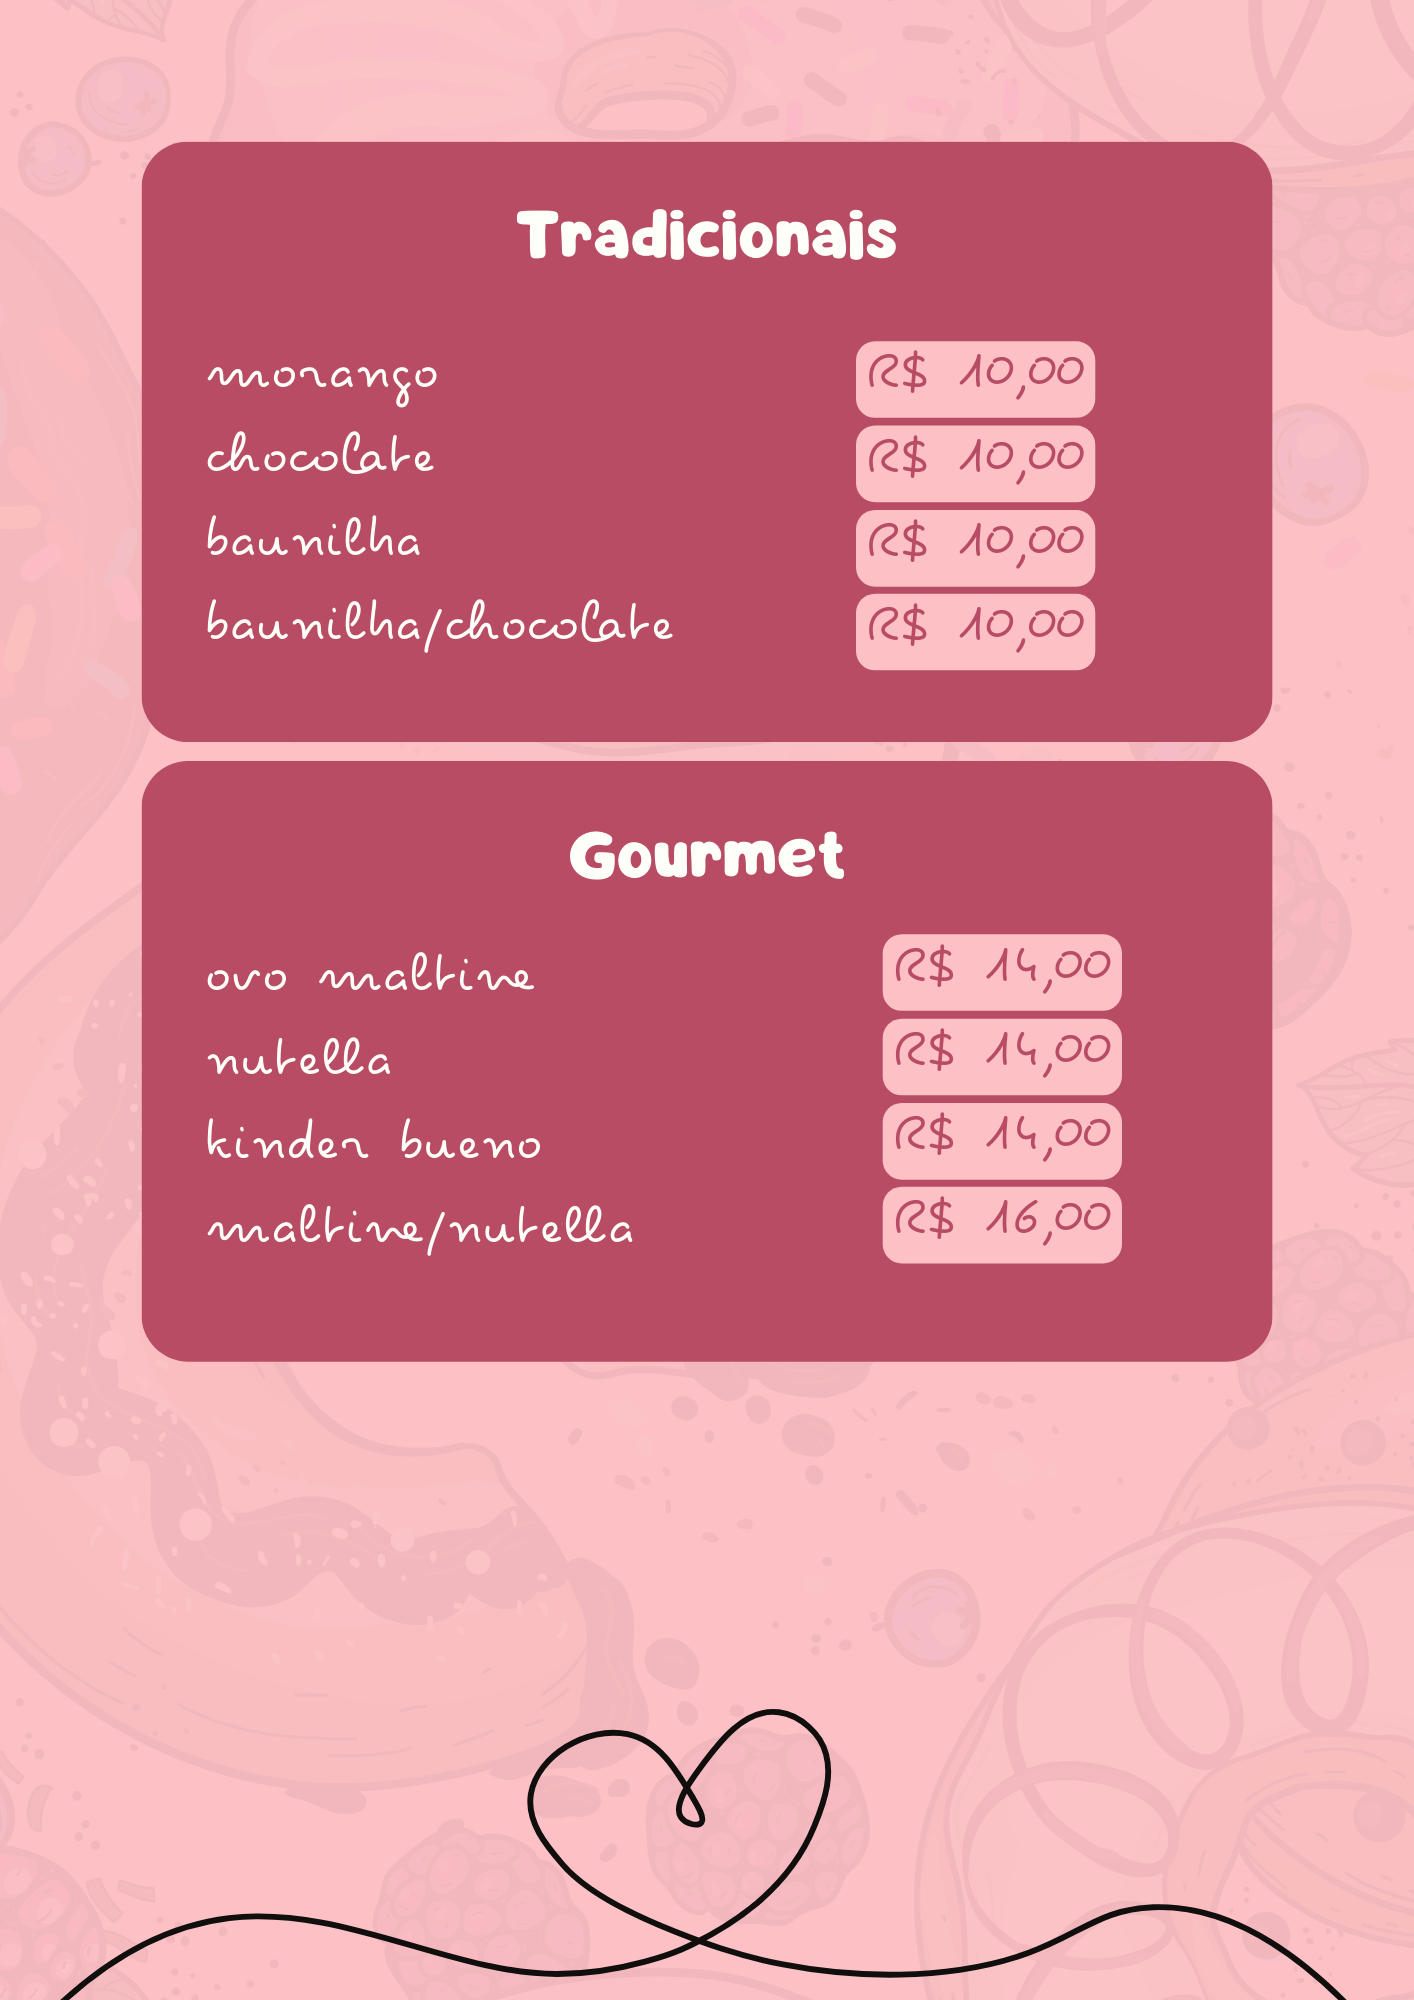 Tradicionais
morango R$ 10,00
chocolate R$ 10,00
baunilha R$ 10,00
baunilha/chocolate R$ 10,00
Gourmet
ovo maltine R$ 14,00
nutella R$ 14,00
kinder bueno R$ 14,00
maltine/nutella R$ 16,00